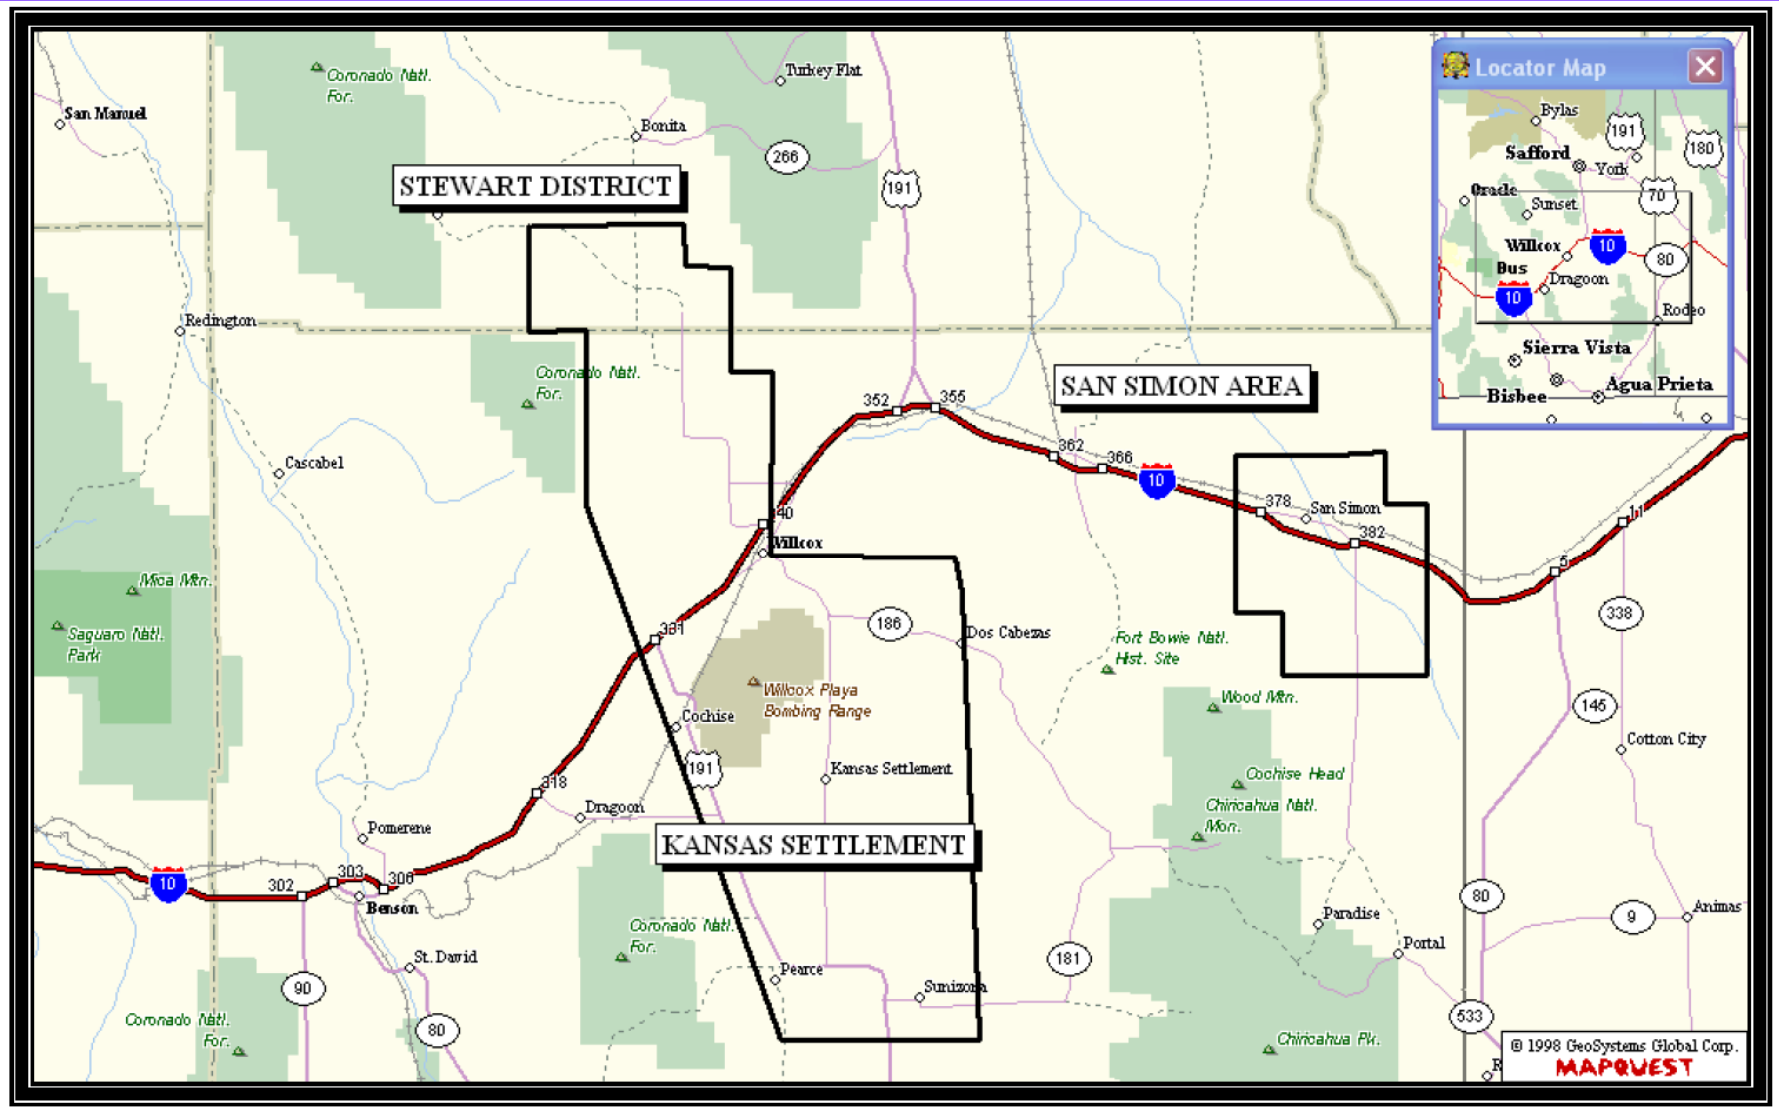 Coronado Natl.
For.
San Manuel
Turkey Flat
Bonita
266
191
STEWART DISTRICT
Locator Map
Bylas
191
180
Safford
York
70
Oracle
Sunset
Willcox
10
80
Bus
Dragoon
10
Rodeo
Sierra Vista
Agua Prieta
Bisbee
Redington
Coronado Natl.
For.
SAN SIMON AREA
352
355
362
366
10
378
San Simon
382
Cascabel
40
Willcox
11
5
338
Mica Mtn.
Saguaro Natl.
Park
331
186
Dos Cabezas
Fort Bowie Natl.
Hist. Site
Willcox Playa
Bombing Range
Wood Mtn.
145
Cochise
191
Kansas Settlement
Cotton City
Cochise Head
Chiricahua Natl.
Mon.
318
Dragoon
Pomerene
KANSAS SETTLEMENT
10
302
303
306
Benson
80
9
Animas
Paradise
Portal
Coronado Natl.
For.
St. David
181
Pearce
Sunizona
90
80
533
Coronado Natl.
For.
Chiricahua Pk.
R
© 1998 GeoSystems Global Corp.
MAPQUEST